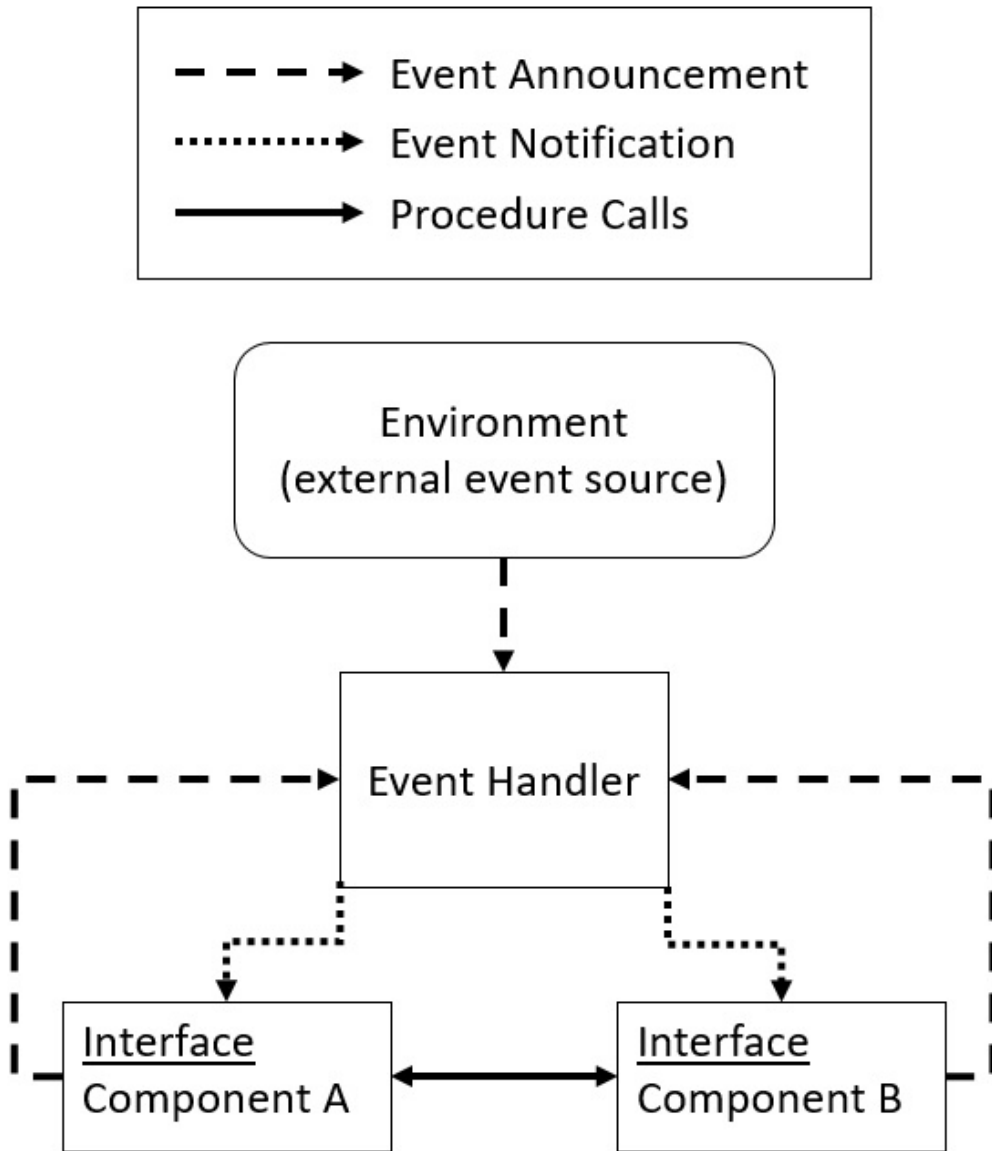 Event Announcement
Event Notification
Procedure Calls
Environment
(external event source)
Event Handler
Interface
Component A
Interface
Component B